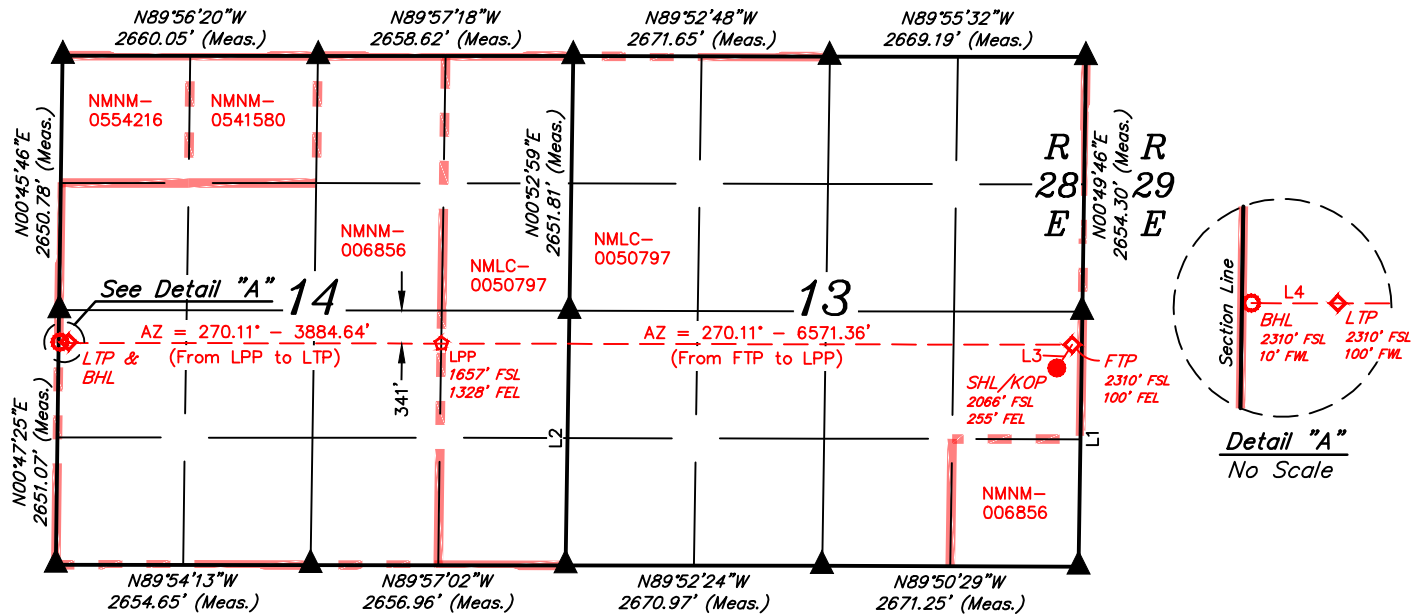 N89°56'20"W
2660.05' (Meas.)
N89°57'18"W
2658.62' (Meas.)
N89°52'48"W
2671.65' (Meas.)
N89°55'32"W
2669.19' (Meas.)
NMNM-
0554216
NMNM-
0541580
N00°45'46"E
2650.78' (Meas.)
N00°52'59"E
2651.81' (Meas.)
R
28
E
R
29
E
N00°49'46"E
2654.30' (Meas.)
NMNM-
006856
NMLC-
0050797
NMLC-
0050797
See Detail "A"
14
13
AZ = 270.11° - 3884.64'
(From LPP to LTP)
AZ = 270.11° - 6571.36'
(From FTP to LPP)
LTP &
BHL
341'
LPP
1657' FSL
1328' FEL
L3
FTP
2310' FSL
100' FEL
SHL/KOP
2066' FSL
255' FEL
N00°47'25"E
2651.07' (Meas.)
L2
L1
NMNM-
006856
N89°54'13"W
2654.65' (Meas.)
N89°57'02"W
2656.96' (Meas.)
N89°52'24"W
2670.97' (Meas.)
N89°50'29"W
2671.25' (Meas.)
Section Line
L4
BHL
2310' FSL
10' FWL
LTP
2310' FSL
100' FWL
Detail "A"
No Scale